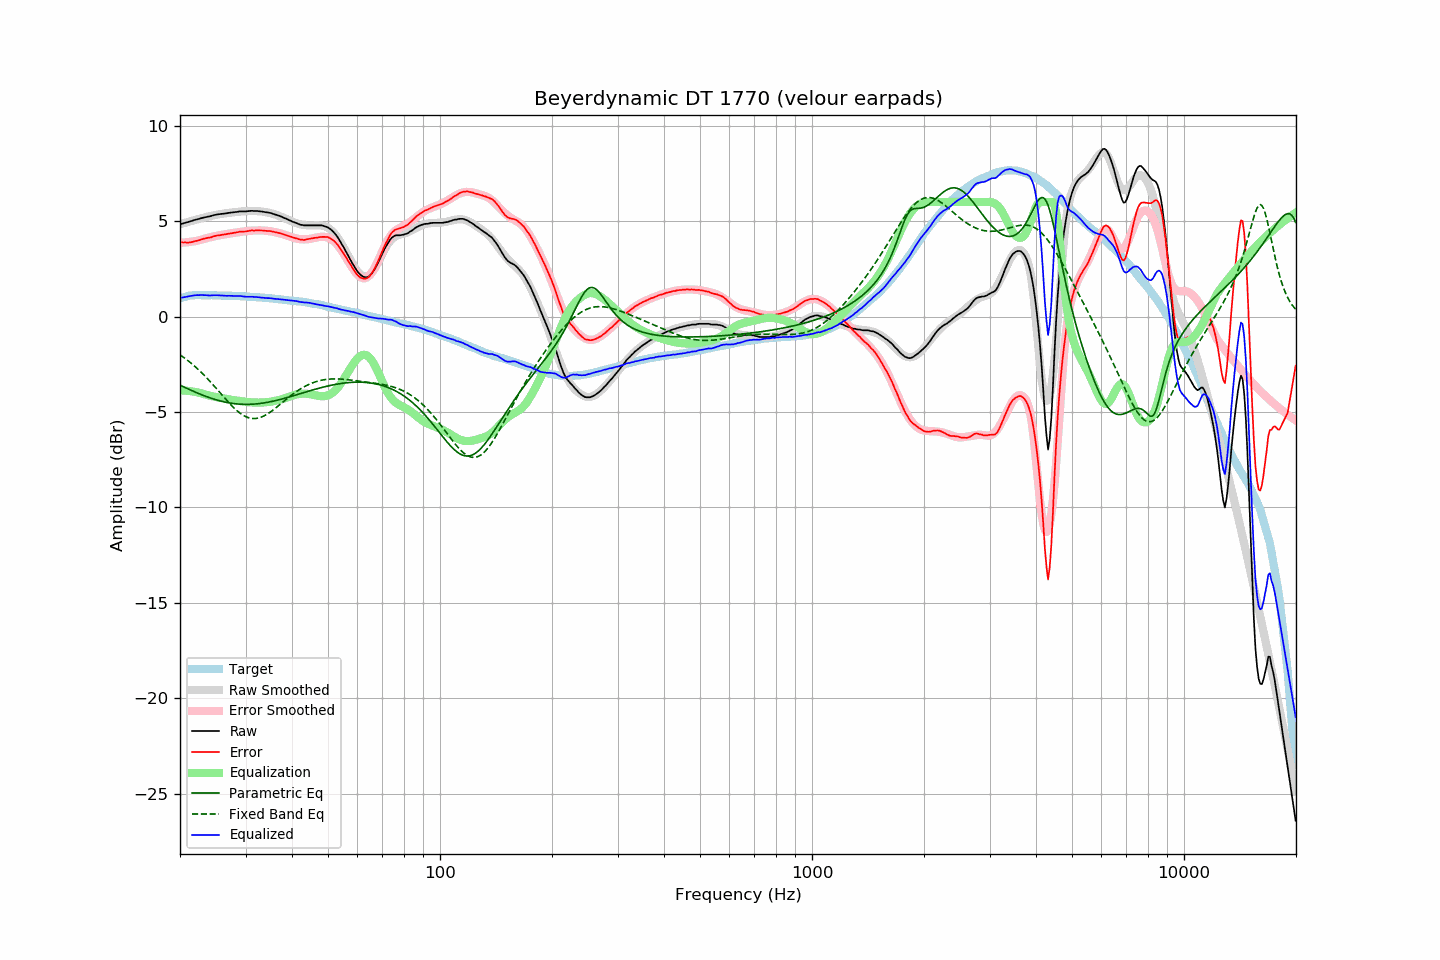 Beyerdynamic DT 1770 (velour earpads)
10
5
0
−5
−10
−15
−20
−25
Amplitude (dBr)
Target
Raw Smoothed
Error Smoothed
Raw
Error
Equalization
Parametric Eq
Fixed Band Eq
Equalized
100
1000
10000
Frequency (Hz)